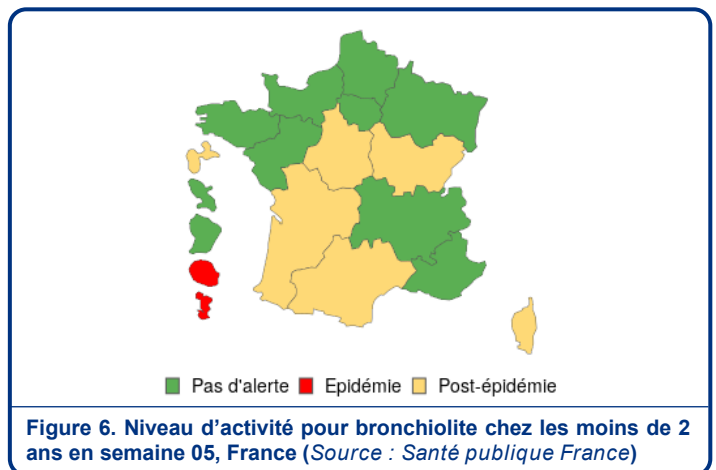 Pas d'alerte Epidémie Post-épidémie
Figure 6. Niveau d’activité pour bronchiolite chez les moins de 2
ans en semaine 05, France (Source : Santé publique France)